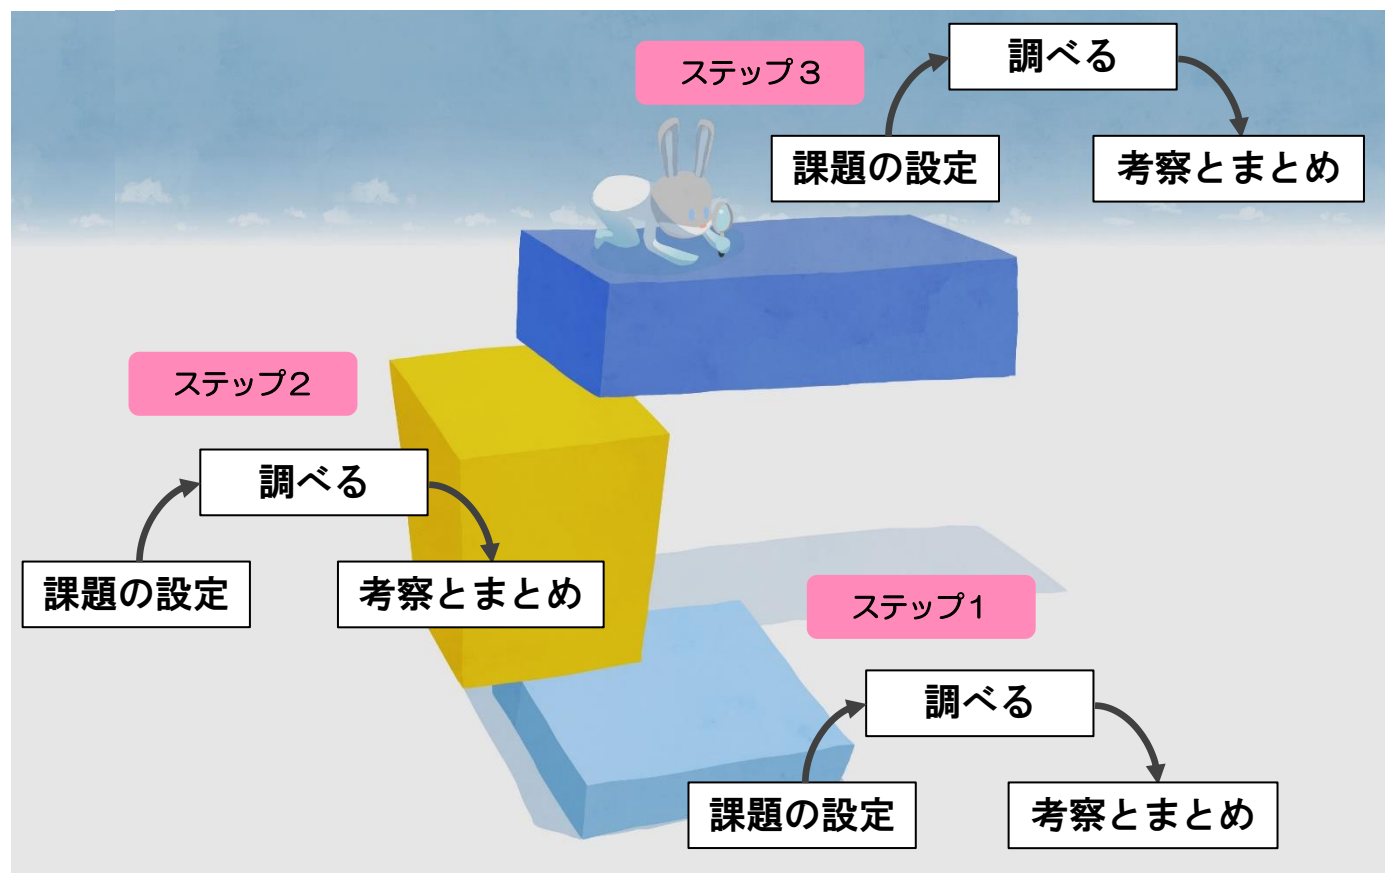 ステップ３
調べる
課題の設定
考察とまとめ
ステップ２
調べる
課題の設定
考察とまとめ
ステップ１
調べる
課題の設定
考察とまとめ